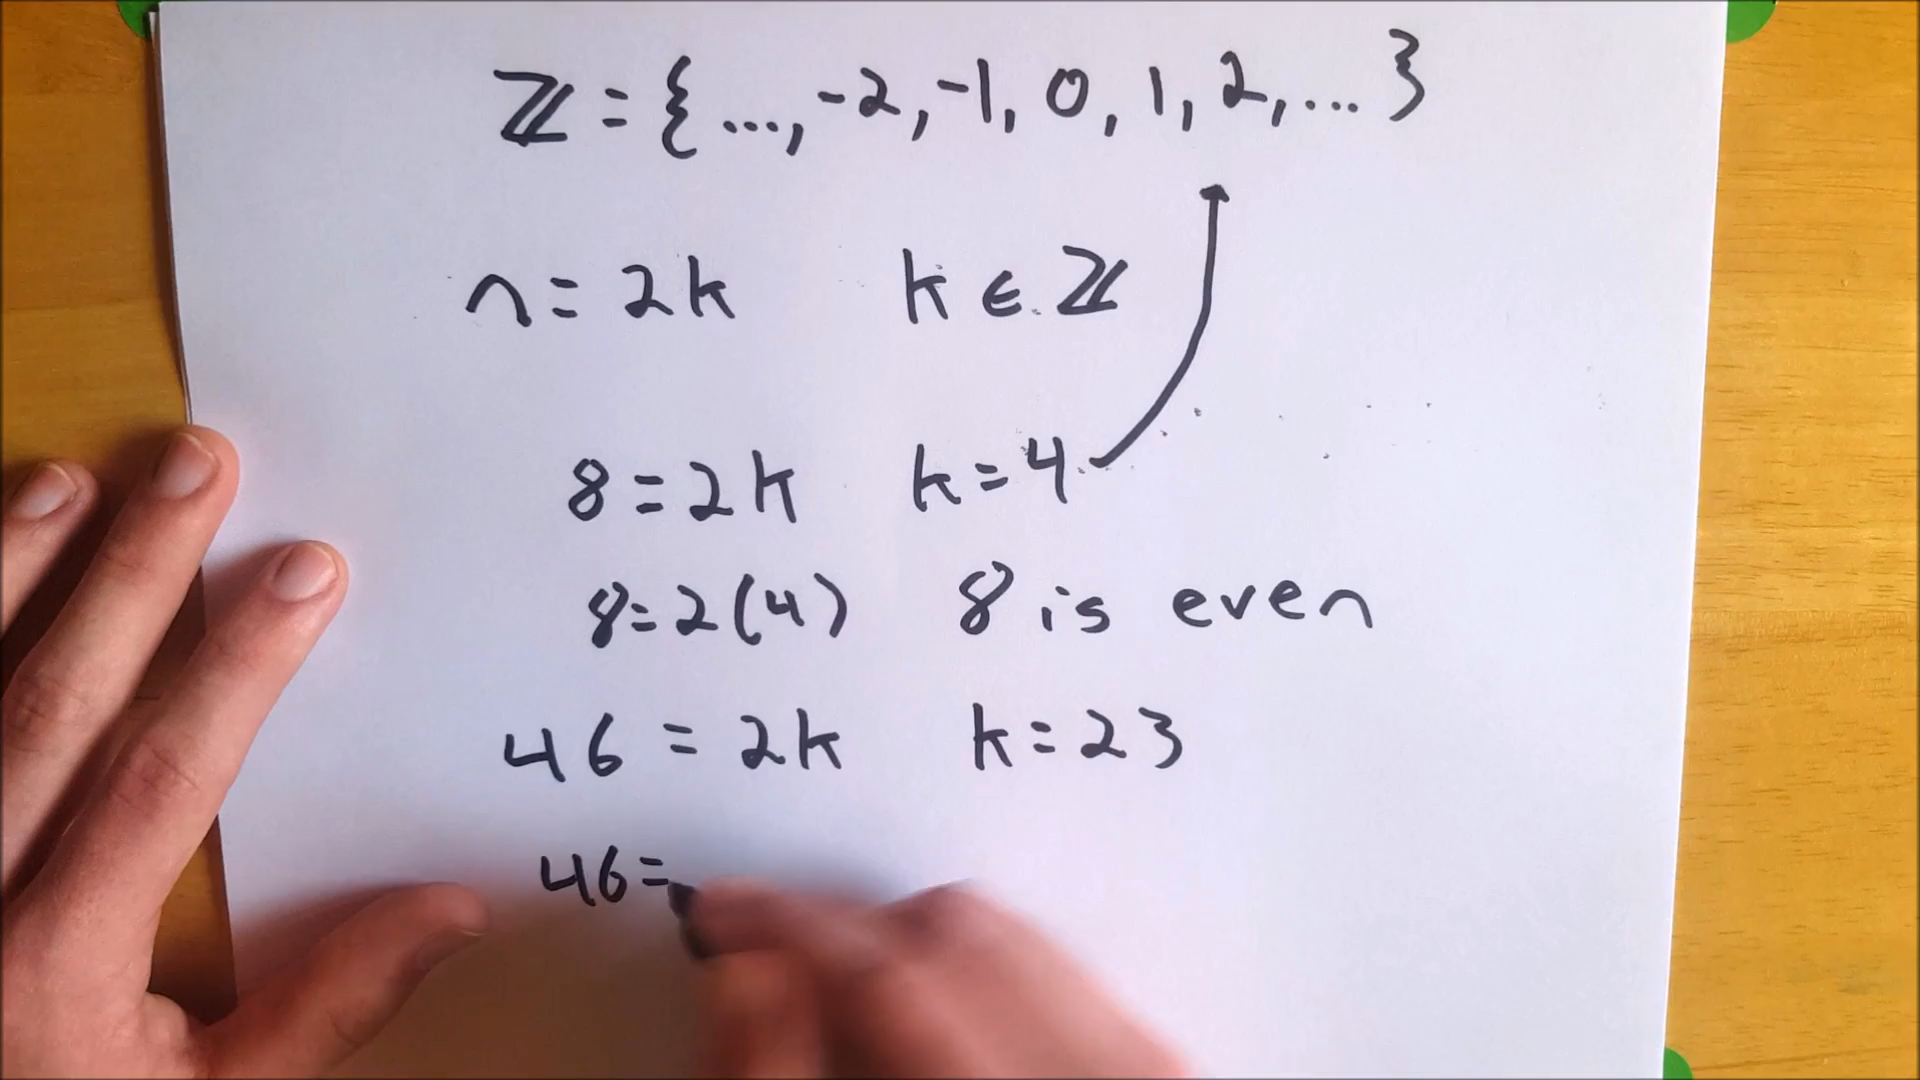 ℤ = {..., -2, -1, 0, 1, 2, ... }
n = 2k k ∈ ℤ
8 = 2k k = 4
8 = 2(4) 8 is even
46 = 2k k = 23
46 =